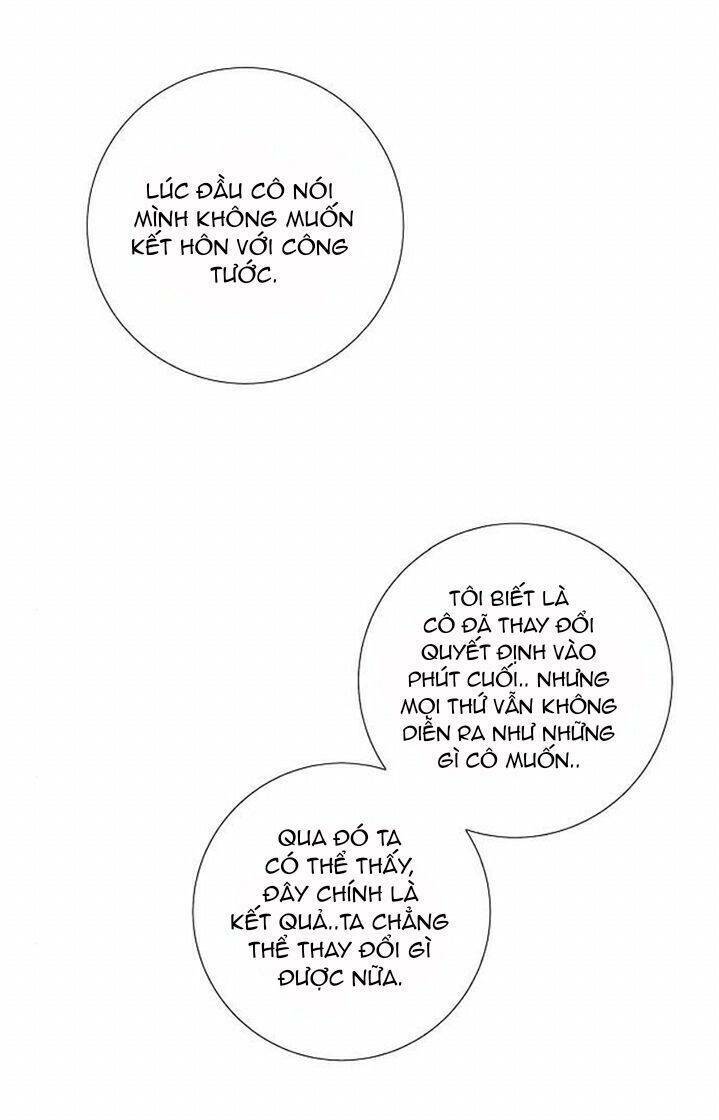 LÚC ĐẦU CÔ NÓI
MÌNH KHÔNG MUỐN
KẾT HÔN VỚI CÔNG
TƯỚC.
TÔI BIẾT LÀ
CÔ ĐÃ THAY ĐỔI
QUYẾT ĐỊNH VÀO
PHÚT CUỐI.. NHƯNG
MỌI THỨ VẪN KHÔNG
DIỄN RA NHƯ NHỮNG
GÌ CÔ MUỐN..
QUA ĐÓ TA
CÓ THỂ THẤY,
ĐÂY CHÍNH LÀ
KẾT QUẢ..TA CHẲNG
THỂ THAY ĐỔI GÌ
ĐƯỢC NỮA.